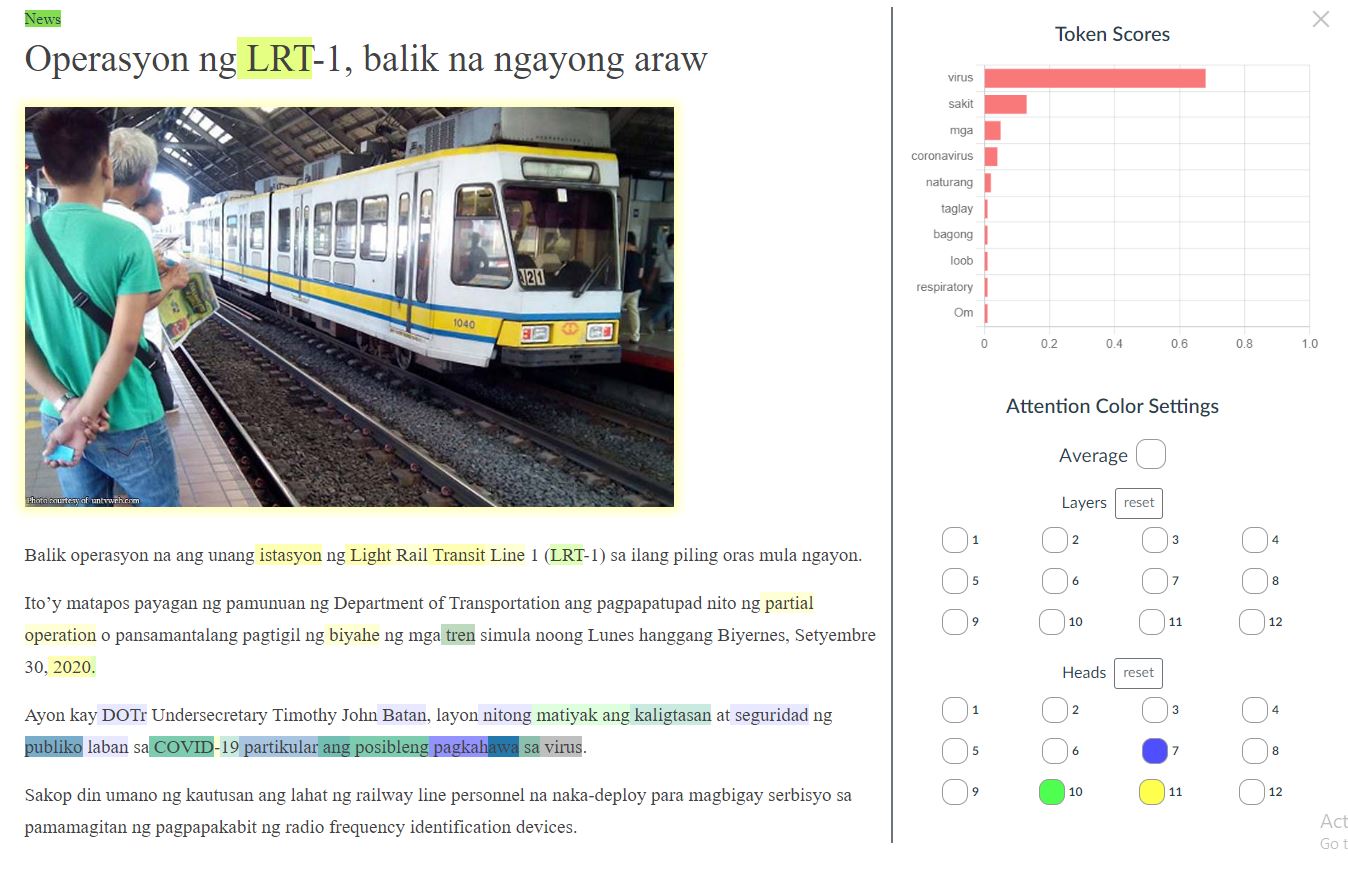 News
Operasyon ng LRT-1, balik na ngayong araw
321
1040
Photo courtesy of: untvweb.com
Balik operasyon na ang unang istasyon ng Light Rail Transit Line 1 (LRT-1) sa ilang piling oras mula ngayon.
Ito’y matapos payagan ng pamunuan ng Department of Transportation ang pagpapatupad nito ng partial
operation o pansamantalang pagtigil ng biyahe ng mga tren simula noong Lunes hanggang Biyernes, Setyembre
30, 2020.
Ayon kay DOTr Undersecretary Timothy John Batan, layon nitong matiyak ang kaligtasan at seguridad ng
publiko laban sa COVID-19 partikular ang posibleng pagkahawa sa virus.
Sakop din umano ng kautusan ang lahat ng railway line personnel na naka-deploy para magbigay serbisyo sa
pamamagitan ng pagpapakabit ng radio frequency identification devices.
Token Scores
virus
sakit
mga
coronavirus
naturang
taglay
bagong
loob
respiratory
Om
0 0.2 0.4 0.6 0.8 1.0
Attention Color Settings
Average
Layers reset
1 2 3 4
5 6 7 8
9 10 11 12
Heads reset
1 2 3 4
5 6 7 8
9 10 11 12
Act
Go t